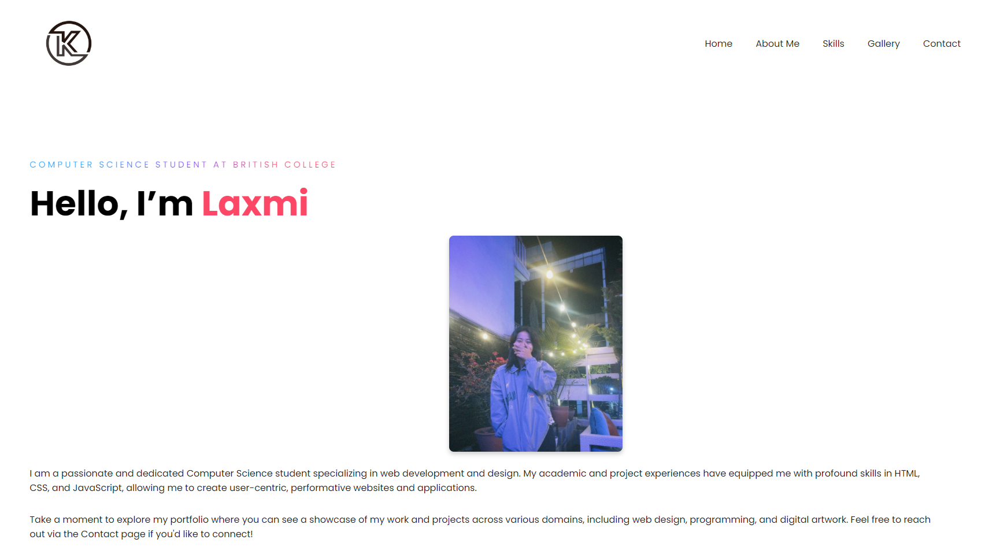 K
Home About Me Skills Gallery Contact
COMPUTER SCIENCE STUDENT AT BRITISH COLLEGE
Hello, I’m Laxmi
I am a passionate and dedicated Computer Science student specializing in web development and design. My academic and project experiences have equipped me with profound skills in HTML,
CSS, and JavaScript, allowing me to create user-centric, performative websites and applications.
Take a moment to explore my portfolio where you can see a showcase of my work and projects across various domains, including web design, programming, and digital artwork. Feel free to reach
out via the Contact page if you'd like to connect!